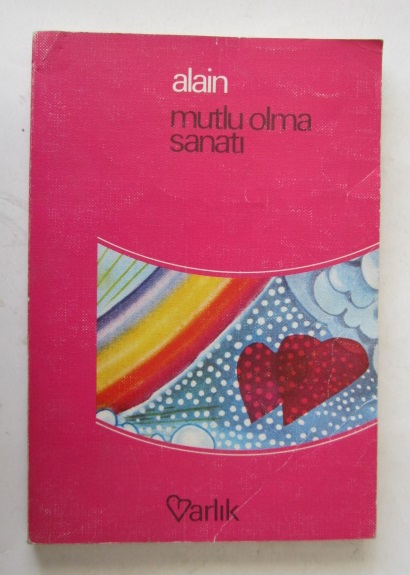 alain
mutlu olma
sanatı
Varlık